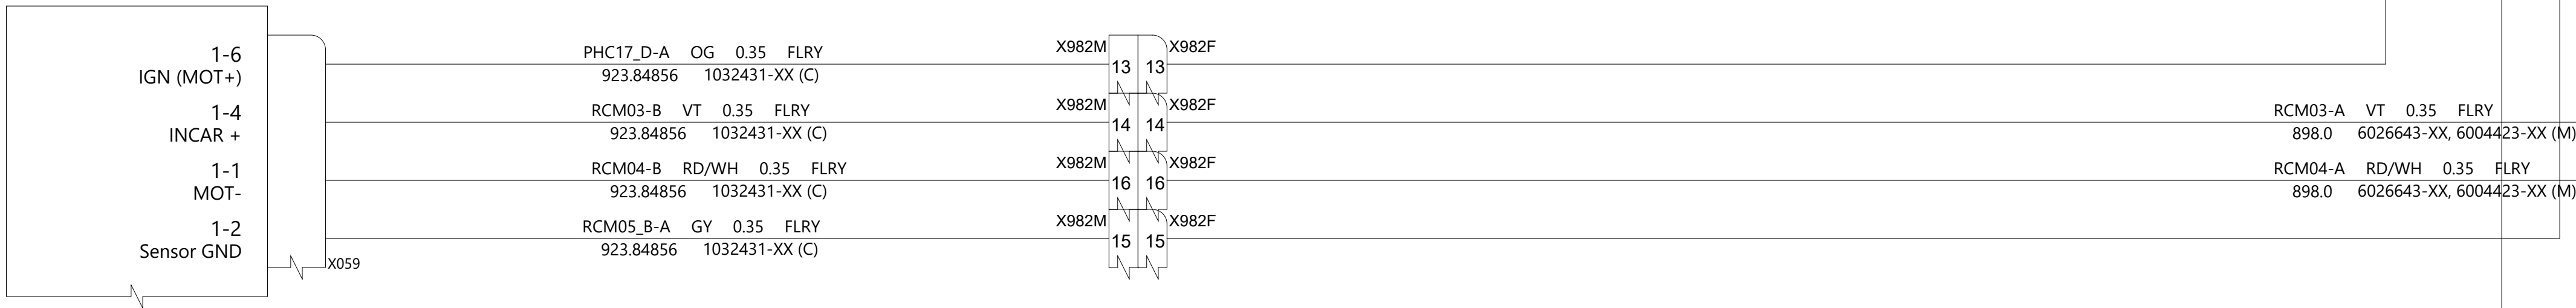 1-6
IGN (MOT+)
PHC17_D-A OG 0.35 FLRY
923.84856 1032431-XX (C)
X982M
13
13
X982F
1-4
INCAR +
RCM03-B VT 0.35 FLRY
923.84856 1032431-XX (C)
X982M
14
14
X982F
RCM03-A VT 0.35 FLRY
898.0 6026643-XX, 6004423-XX (M)
1-1
MOT-
RCM04-B RD/WH 0.35 FLRY
923.84856 1032431-XX (C)
X982M
16
16
X982F
RCM04-A RD/WH 0.35 FLRY
898.0 6026643-XX, 6004423-XX (M)
1-2
Sensor GND
RCM05_B-A GY 0.35 FLRY
923.84856 1032431-XX (C)
X982M
15
15
X982F
X059